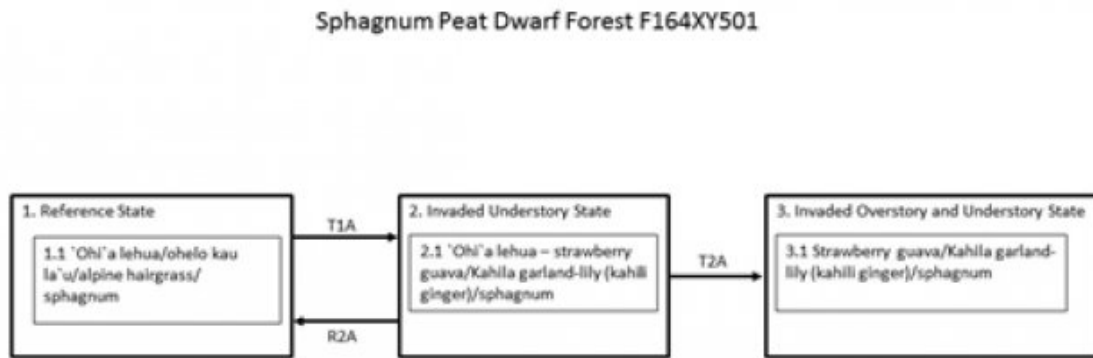 Sphagnum Peat Dwarf Forest F164XY501
1. Reference State
1.1 `Ohi`a lehua/ohelo kau
la`u/alpine hairgrass/
sphagnum
T1A
R2A
2. Invaded Understory State
2.1 `Ohi`a lehua – strawberry
guava/Kahila garland-lily (kahili
ginger)/sphagnum
T2A
3. Invaded Overstory and Understory State
3.1 Strawberry guava/Kahila garland-
lily (kahili ginger)/sphagnum